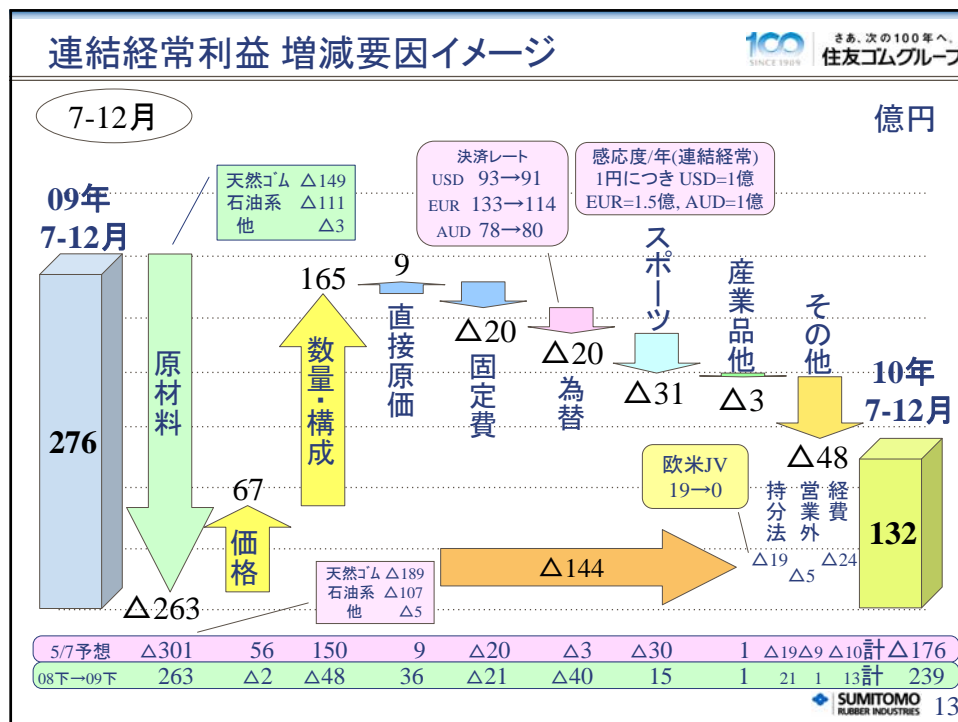 連結経常利益 増減要因イメージ
100
SINCE 1909
さあ、次の100年へ。
住友ゴムグループ
7-12月
億円
天然ｺﾞﾑ △149
石油系 △111
他 △3
決済レート
USD 93→91
EUR 133→114
AUD 78→80
感応度/年(連結経常)
1円につき USD=1億
EUR=1.5億, AUD=1億
09年
7-12月
276
原材料
△263
67
価格
165
数量・構成
9
直接原価
△20
固定費
△20
為替
スポーツ
△31
産業品他
△3
その他
△48
10年
7-12月
132
欧米JV
19→0
持分法
営業外
経費
△19
△5
△24
△144
天然ｺﾞﾑ △189
石油系 △107
他 △5
5/7予想 △301 56 150 9 △20 △3 △30 1 △19 △9 △10 計 △176
08下→09下 263 △2 △48 36 △21 △40 15 1 21 1 13 計 239
SUMITOMO
RUBBER INDUSTRIES
13